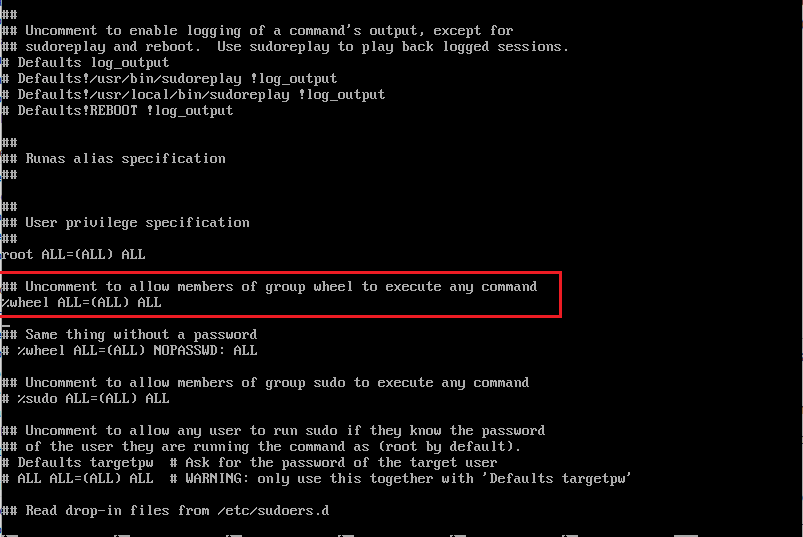 ##
## Uncomment to enable logging of a command's output, except for
## sudoreplay and reboot.  Use sudoreplay to play back logged sessions.
# Defaults log_output
# Defaults!/usr/bin/sudoreplay !log_output
# Defaults!/usr/local/bin/sudoreplay !log_output
# Defaults!REBOOT !log_output
##
## Runas alias specification
##
##
## User privilege specification
##
root ALL=(ALL) ALL
## Uncomment to allow members of group wheel to execute any command
%wheel ALL=(ALL) ALL
## Same thing without a password
# %wheel ALL=(ALL) NOPASSWD: ALL
## Uncomment to allow members of group sudo to execute any command
# %sudo ALL=(ALL) ALL
## Uncomment to allow any user to run sudo if they know the password
## of the user they are running the command as (root by default).
# Defaults targetpw  # Ask for the password of the target user
# ALL ALL=(ALL) ALL  # WARNING: only use this together with 'Defaults targetpw'
## Read drop-in files from /etc/sudoers.d